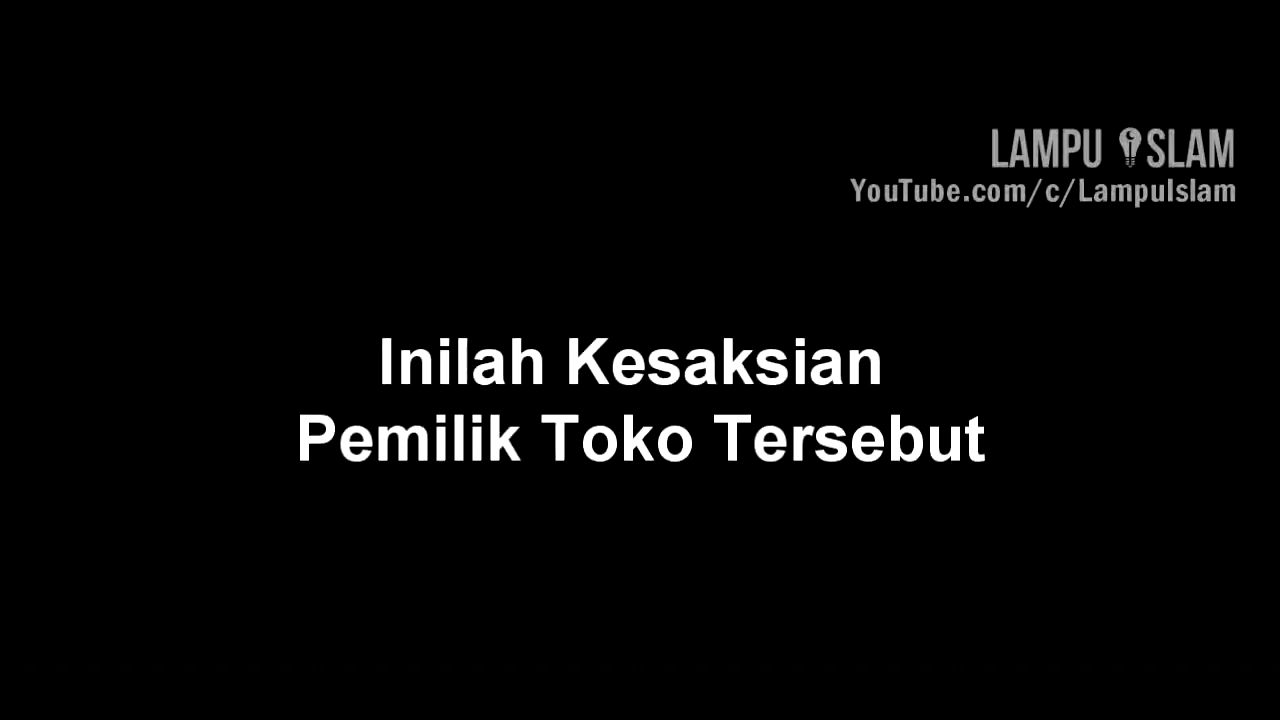 LAMPU ISLAM
YouTube.com/c/LampuIslam
Inilah Kesaksian
Pemilik Toko Tersebut